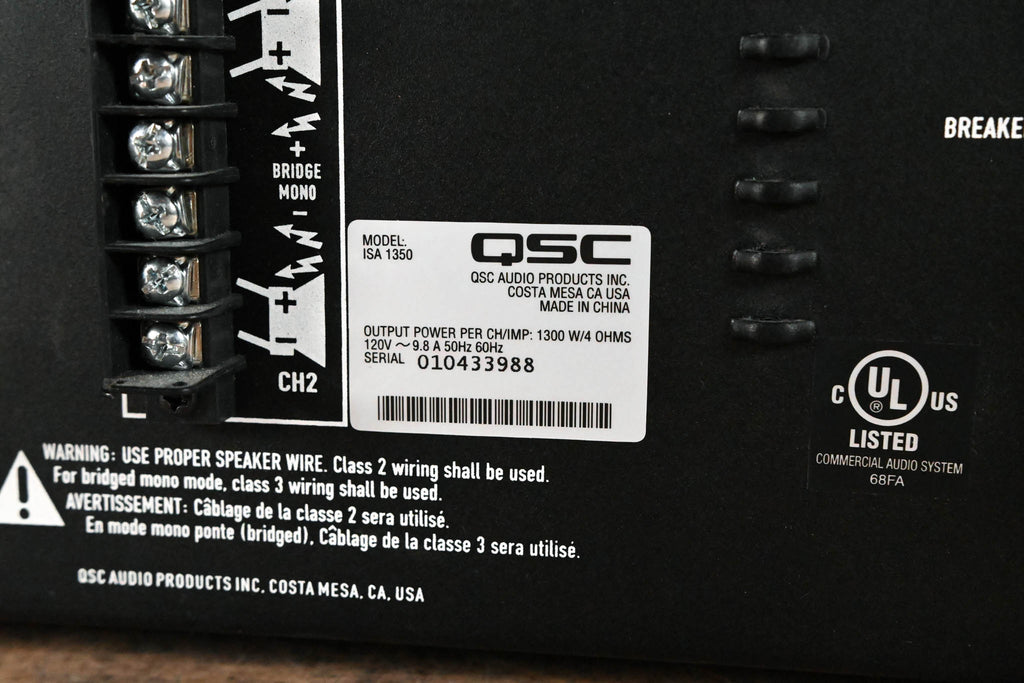 +
+
BRIDGE
MONO
-
+
-
CH2
BREAKE
MODEL:
ISA 1350
QSC
QSC AUDIO PRODUCTS INC.
COSTA MESA CA USA
MADE IN CHINA
OUTPUT POWER PER CH/IMP: 1300 W/4 OHMS
120V ~ 9.8 A 50Hz 60Hz
SERIAL 010433988
C UL ® US
LISTED
COMMERCIAL AUDIO SYSTEM
68FA
WARNING: USE PROPER SPEAKER WIRE. Class 2 wiring shall be used.
For bridged mono mode, class 3 wiring shall be used.
AVERTISSEMENT: Câblage de la classe 2 sera utilisé.
En mode mono ponte (bridged), Câblage de la classe 3 sera utilisé.
QSC AUDIO PRODUCTS INC. COSTA MESA, CA, USA